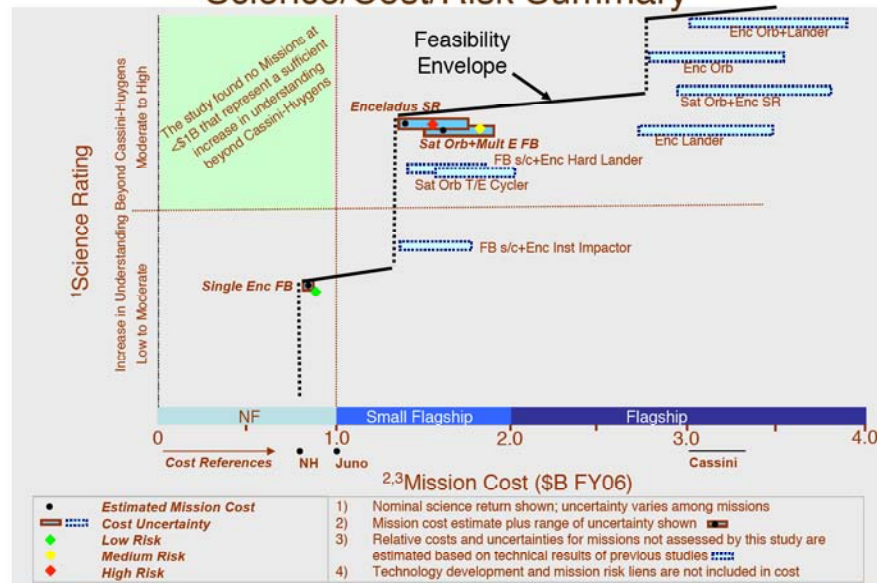 Science/Cost/Risk Summary
¹Science Rating
Increase in Understanding Beyond Cassini-Huygens
Low to Moderate
Moderate to High
The study found no Missions at
<$1B that represent a sufficient
increase in understanding
beyond Cassini-Huygens
Feasibility
Envelope
Enc Orb+Lander
Enc Orb
Sat Orb+Enc SR
Enceladus SR
Enc Lander
Sat Orb+Mult E FB
FB s/c+Enc Hard Lander
Sat Orb T/E Cycler
FB s/c+Enc Inst Impactor
Single Enc FB
NF
Small Flagship
Flagship
0
1.0
2.0
3.0
4.0
Cost References
NH
Juno
Cassini
2,3Mission Cost ($B FY06)
Estimated Mission Cost
Cost Uncertainty
Low Risk
Medium Risk
High Risk
1) Nominal science return shown; uncertainty varies among missions
2) Mission cost estimate plus range of uncertainty shown
3) Relative costs and uncertainties for missions not assessed by this study are
estimated based on technical results of previous studies
4) Technology development and mission risk liens are not included in cost